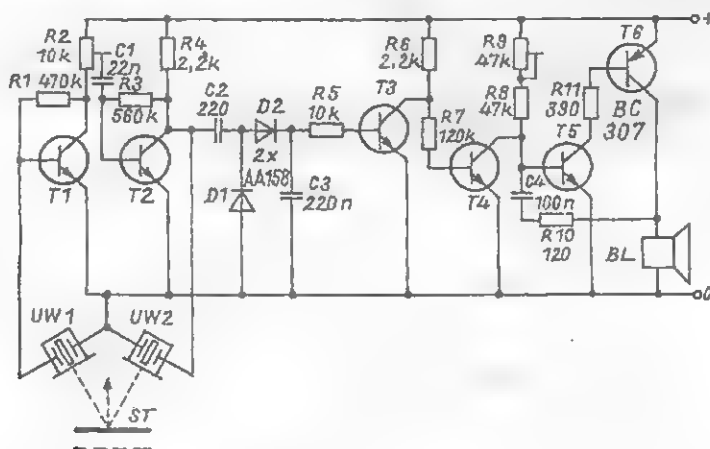 R2
10k
C1
22n
R4
2,2k
R6
2,2k
R9
47k
T6
+
R1 470k
R3
560k
C2
220
D2
2x
AA158
R5
10k
T3
R7
120k
R8
47k
R11
390
BC
307
T1
T2
D1
C3
220n
T4
C4
100n
T5
R10
120
BL
0
UW1
UW2
ST